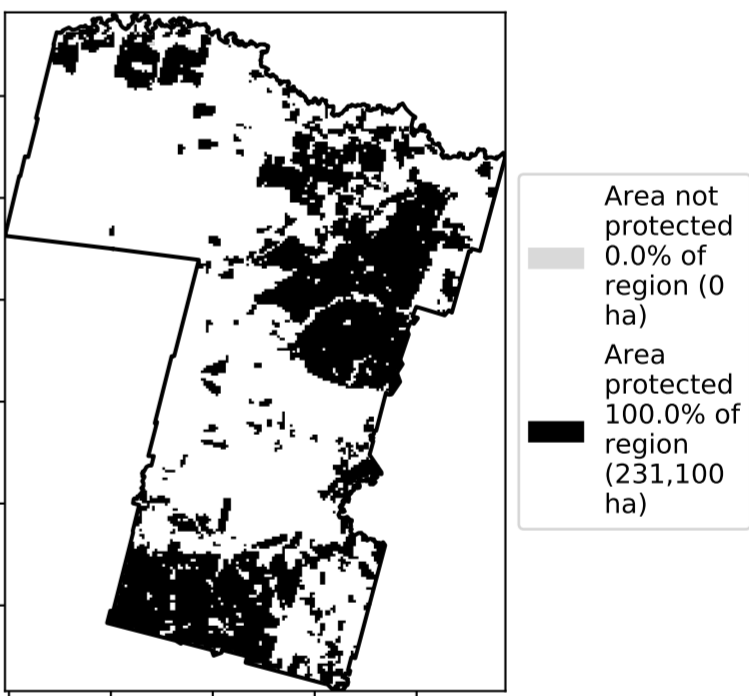 Area not
protected
0.0% of
region (0
ha)
Area
protected
100.0% of
region
(231,100
ha)